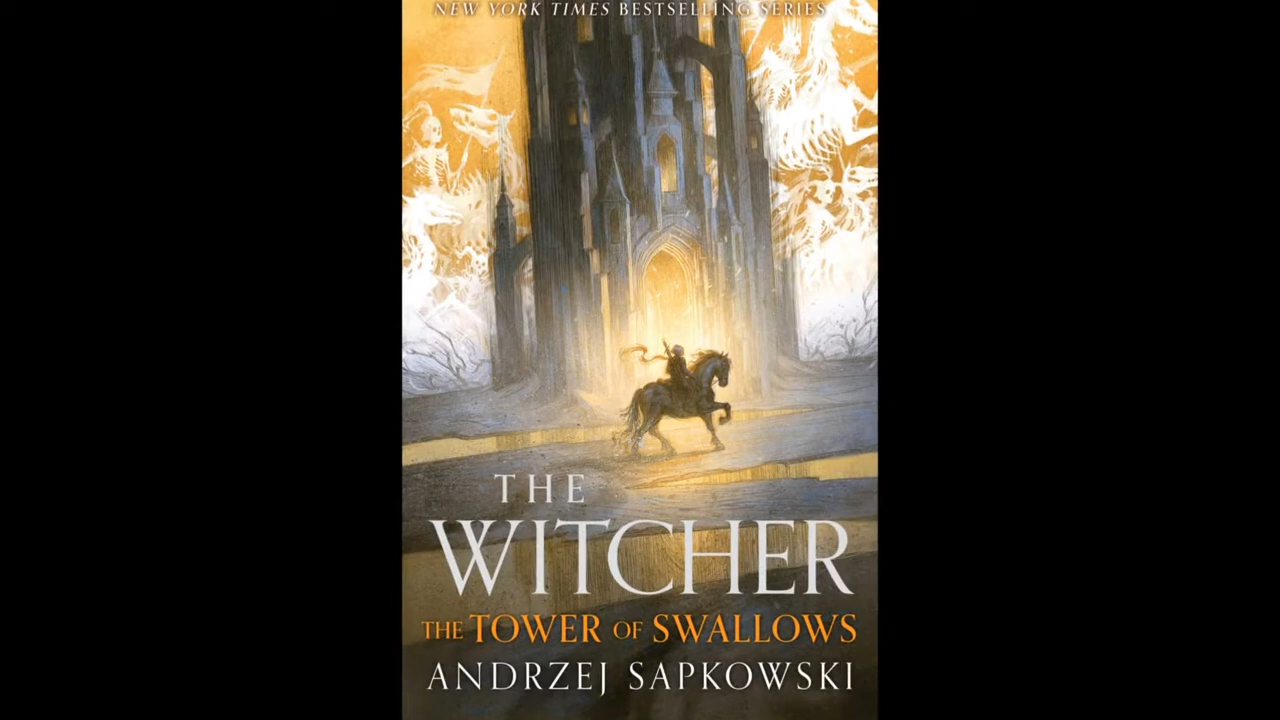 NEW YORK TIMES BESTSELLING SERIES
THE
WITCHER
THE TOWER OF SWALLOWS
ANDRZEJ SAPKOWSKI